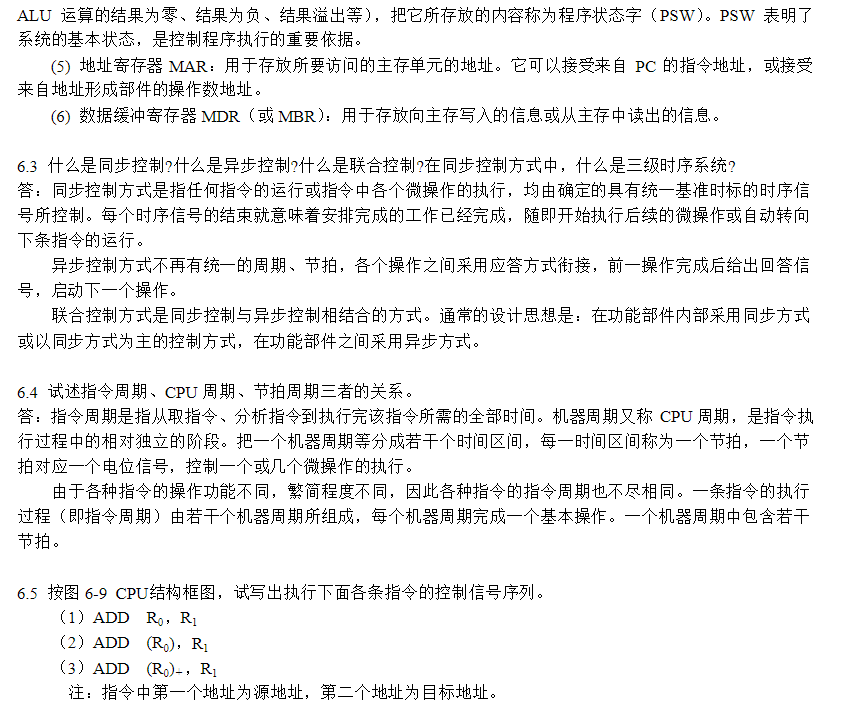 ALU 运算的结果为零、结果为负、结果溢出等），把它所存放的内容称为程序状态字（PSW）。PSW 表明了
系统的基本状态，是控制程序执行的重要依据。
(5) 地址寄存器 MAR：用于存放所要访问的主存单元的地址。它可以接受来自 PC 的指令地址，或接受
来自地址形成部件的操作数地址。
(6) 数据缓冲寄存器 MDR（或 MBR）：用于存放向主存写入的信息或从主存中读出的信息。
6.3 什么是同步控制?什么是异步控制?什么是联合控制?在同步控制方式中，什么是三级时序系统?
答：同步控制方式是指任何指令的运行或指令中各个微操作的执行，均由确定的具有统一基准时标的时序信
号所控制。每个时序信号的结束就意味着安排完成的工作已经完成，随即开始执行后续的微操作或自动转向
下条指令的运行。
异步控制方式不再有统一的周期、节拍，各个操作之间采用应答方式衔接，前一操作完成后给出回答信
号，启动下一个操作。
联合控制方式是同步控制与异步控制相结合的方式。通常的设计思想是：在功能部件内部采用同步方式
或以同步方式为主的控制方式，在功能部件之间采用异步方式。
6.4 试述指令周期、CPU 周期、节拍周期三者的关系。
答：指令周期是指从取指令、分析指令到执行完该指令所需的全部时间。机器周期又称 CPU 周期，是指令执
行过程中的相对独立的阶段。把一个机器周期等分成若干个时间区间，每一时间区间称为一个节拍，一个节
拍对应一个电位信号，控制一个或几个微操作的执行。
由于各种指令的操作功能不同，繁简程度不同，因此各种指令的指令周期也不尽相同。一条指令的执行
过程（即指令周期）由若干个机器周期所组成，每个机器周期完成一个基本操作。一个机器周期中包含若干
节拍。
6.5 按图 6-9 CPU结构框图，试写出执行下面各条指令的控制信号序列。
（1）ADD R₀，R₁
（2）ADD (R₀)，R₁
（3）ADD (R₀)₊，R₁
注：指令中第一个地址为源地址，第二个地址为目标地址。